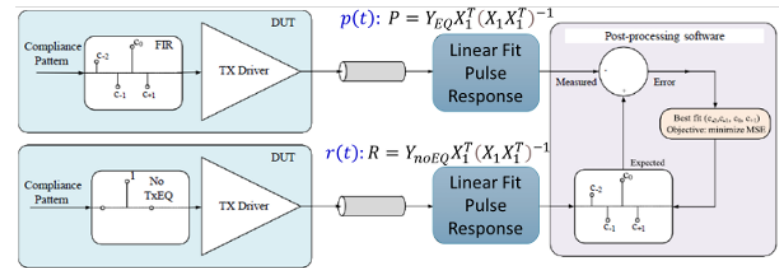 DUT
p(t): P = Y_EQ X_1^T (X_1 X_1^T)^-1
Compliance
Pattern
C-2
C0
FIR
C-1
C+1
TX Driver
Linear Fit
Pulse
Response
Post-processing software
Measured
-
+
Error
Best fit (c-2,c-1, c0, c+1)
Objective: minimize MSE
Expected
C-2
C0
C-1
C+1
DUT
r(t): R = Y_noEQ X_1^T (X_1 X_1^T)^-1
Compliance
Pattern
1
No
TxEQ
TX Driver
Linear Fit
Pulse
Response